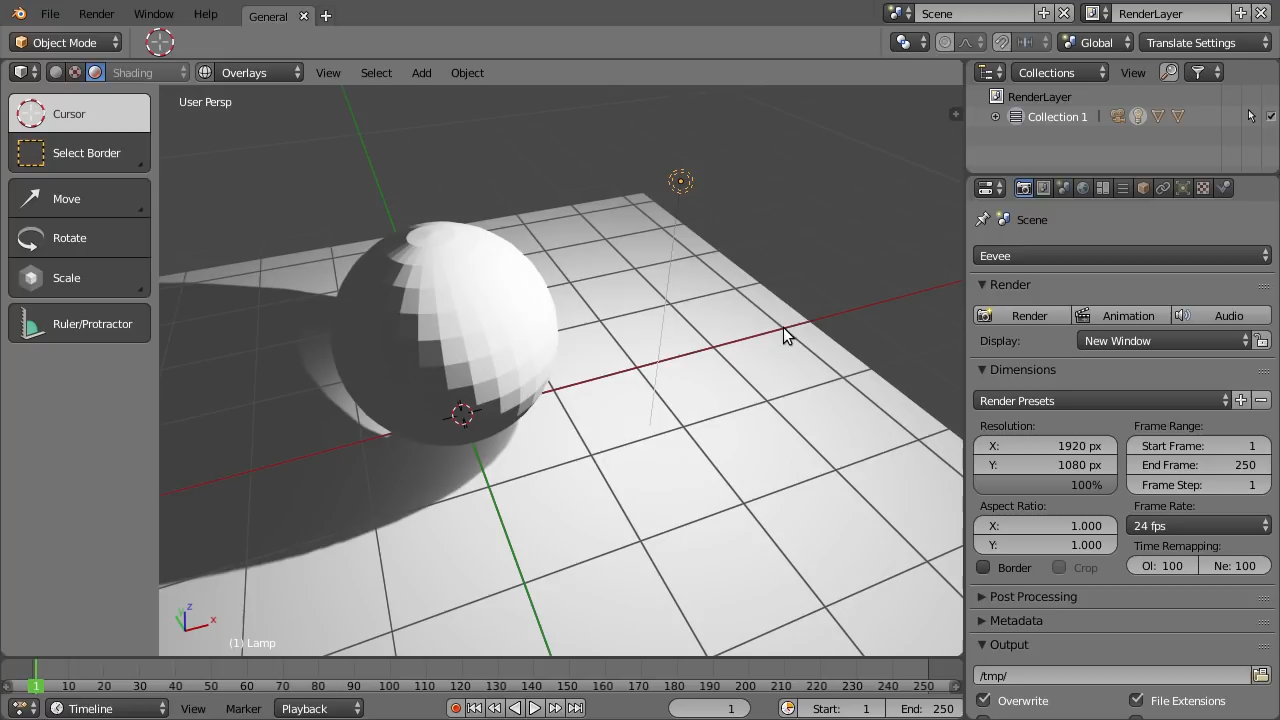 File Render Window Help General Scene RenderLayer
Object Mode Global Translate Settings
Shading Overlays View Select Add Object Collections View
User Persp
RenderLayer
Cursor
Collection 1
Select Border
Move
Rotate
Scale
Ruler/Protractor
Scene
Eevee
Render
Render Animation Audio
Display: New Window
Dimensions
Render Presets
Resolution: Frame Range:
X: 1920 px Start Frame: 1
Y: 1080 px End Frame: 250
100% Frame Step: 1
Aspect Ratio: Frame Rate:
X: 1.000 24 fps
Y: 1.000 Time Remapping:
Border Crop Ol: 100 Ne: 100
Post Processing
Metadata
Output
/tmp/
Overwrite File Extensions
z
y
x
(1) Lamp
1 10 20 30 40 50 60 70 80 90 100 110 120 130 140 150 160 170 180 190 200 210 220 230 240 250
Timeline View Marker Playback 1 Start: 1 End: 250